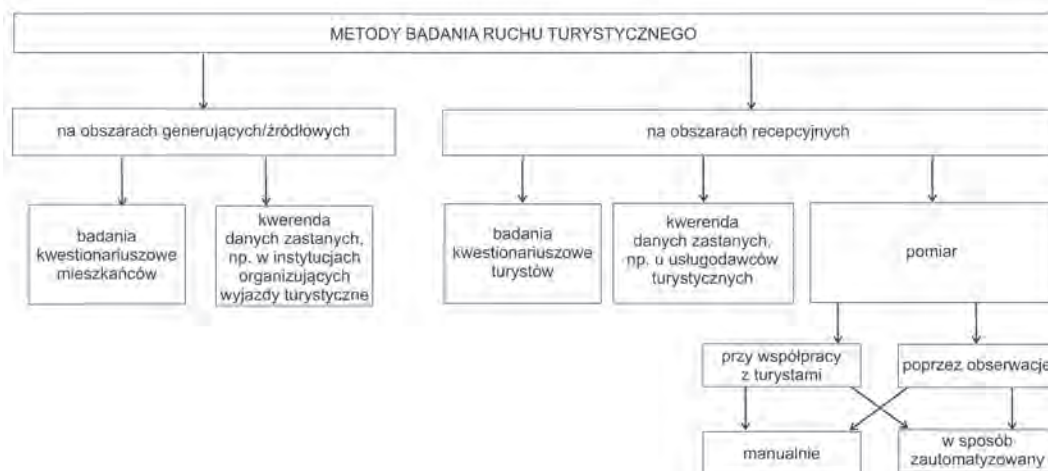 METODY BADANIA RUCHU TURYSTYCZNEGO
na obszarach generujących/źródłowych
na obszarach recepcyjnych
badania
kwestionariuszowe
mieszkańców
kwerenda
danych zastanych,
np. w instytucjach
organizujących
wyjazdy turystyczne
badania
kwestionariuszowe
turystów
kwerenda
danych zastanych,
np. u usługodawców
turystycznych
pomiar
przy współpracy
z turystami
poprzez obserwacje
manualnie
w sposób
zautomatyzowany